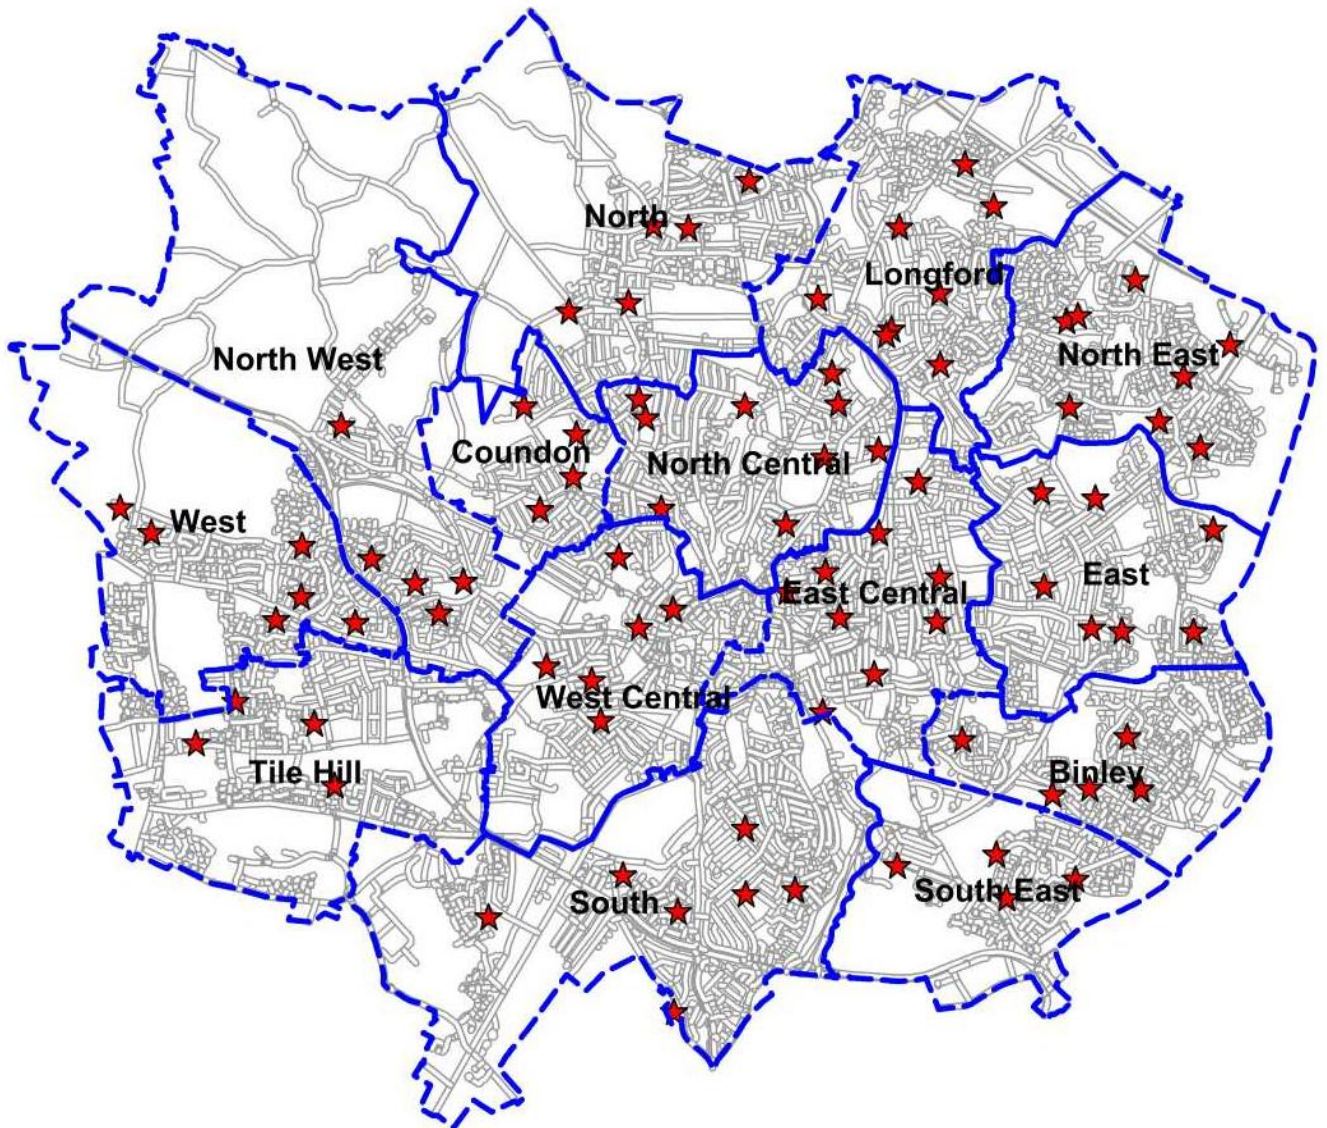 North
Longford
North West
North East
Coundon
North Central
West
East
East Central
West Central
Tile Hill
Binley
South
South East